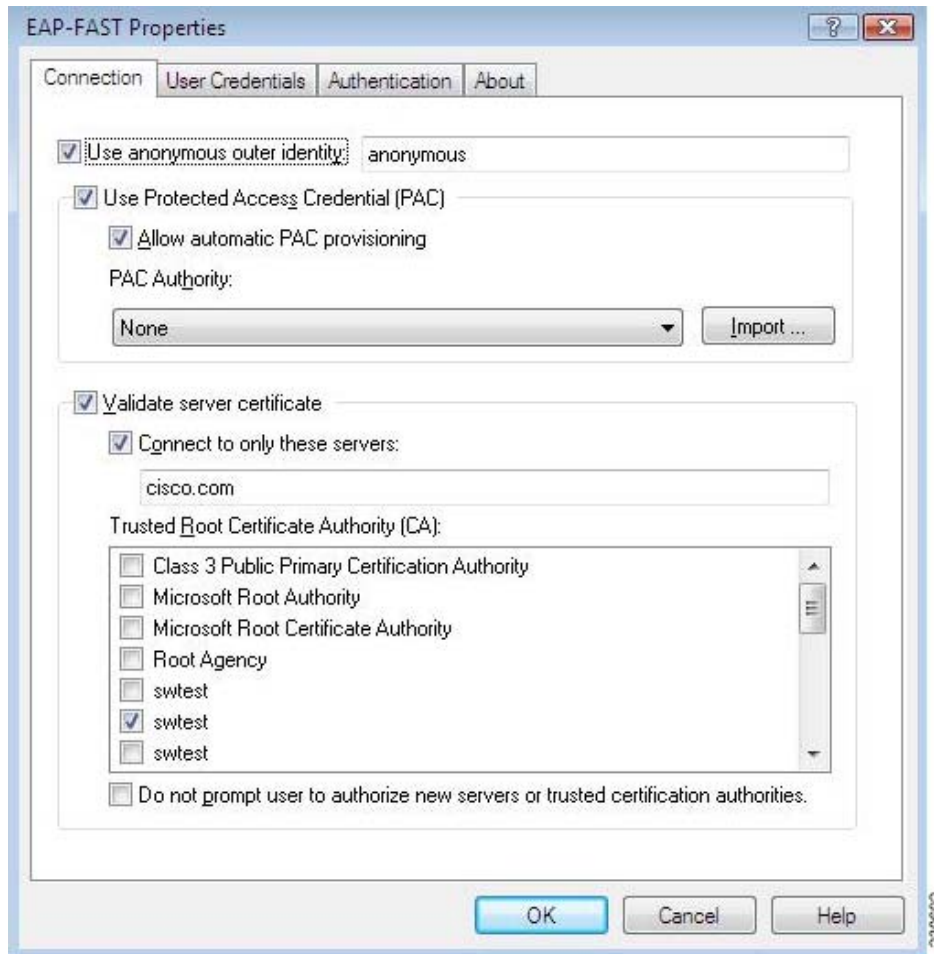 EAP-FAST Properties
Connection User Credentials Authentication About
Use anonymous outer identity: anonymous
Use Protected Access Credential (PAC)
Allow automatic PAC provisioning
PAC Authority:
None Import ...
Validate server certificate
Connect to only these servers:
cisco.com
Trusted Root Certificate Authority (CA):
Class 3 Public Primary Certification Authority
Microsoft Root Authority
Microsoft Root Certificate Authority
Root Agency
swtest
swtest
swtest
Do not prompt user to authorize new servers or trusted certification authorities.
OK Cancel Help